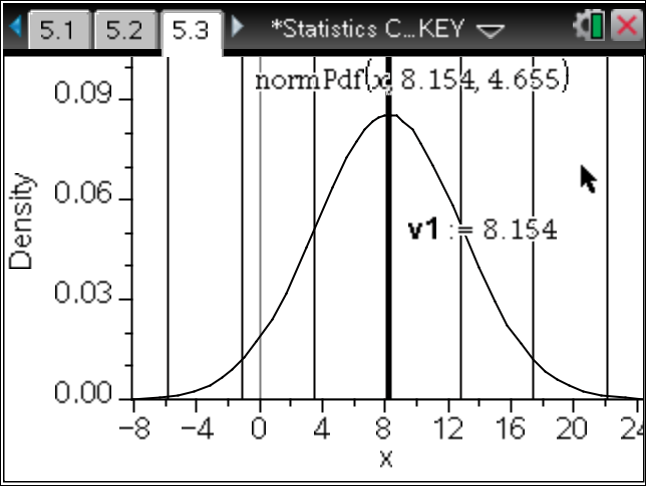 5.1 5.2 5.3 *Statistics C...KEY
normPdf(x, 8.154, 4.655)
0.09
0.06
v1 := 8.154
0.03
0.00
Density
-8 -4 0 4 8 12 16 20 24
x